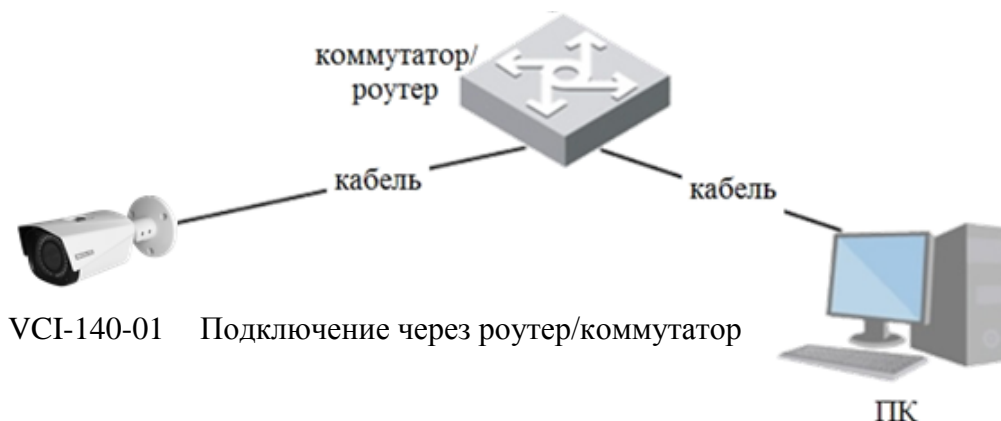 коммутатор/
роутер
кабель
кабель
VCI-140-01 Подключение через роутер/коммутатор
ПК